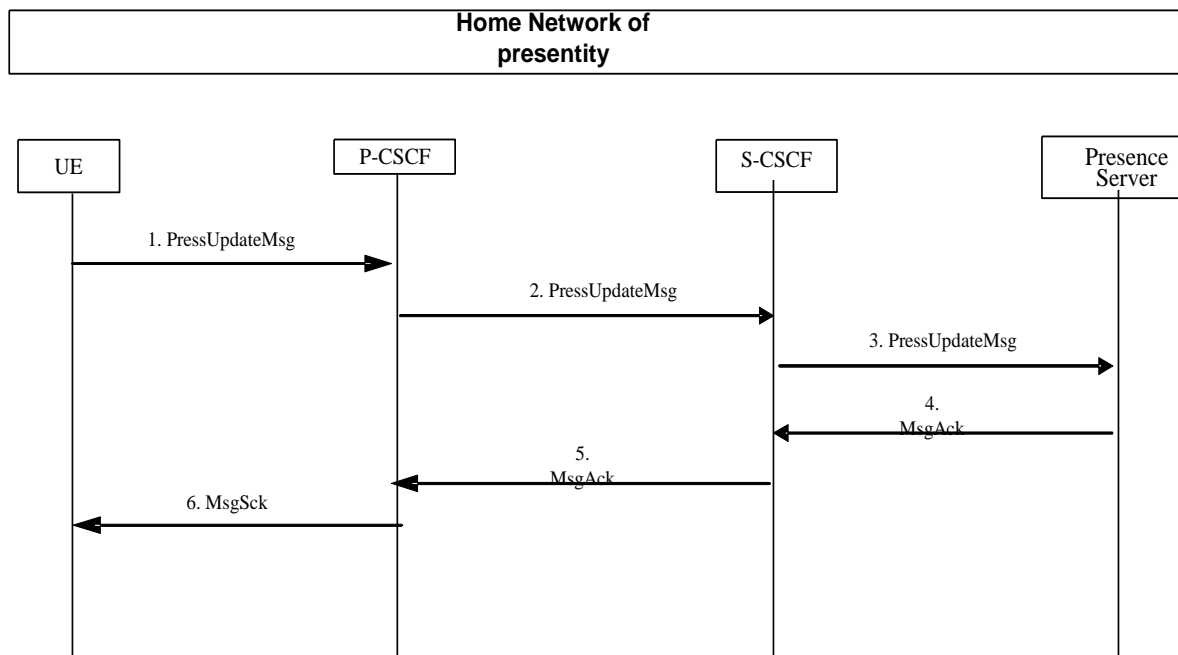 Home Network of
presentity
UE
P-CSCF
S-CSCF
Presence
Server
1. PressUpdateMsg
2. PressUpdateMsg
3. PressUpdateMsg
4.
MsgAck
5.
MsgAck
6. MsgSck